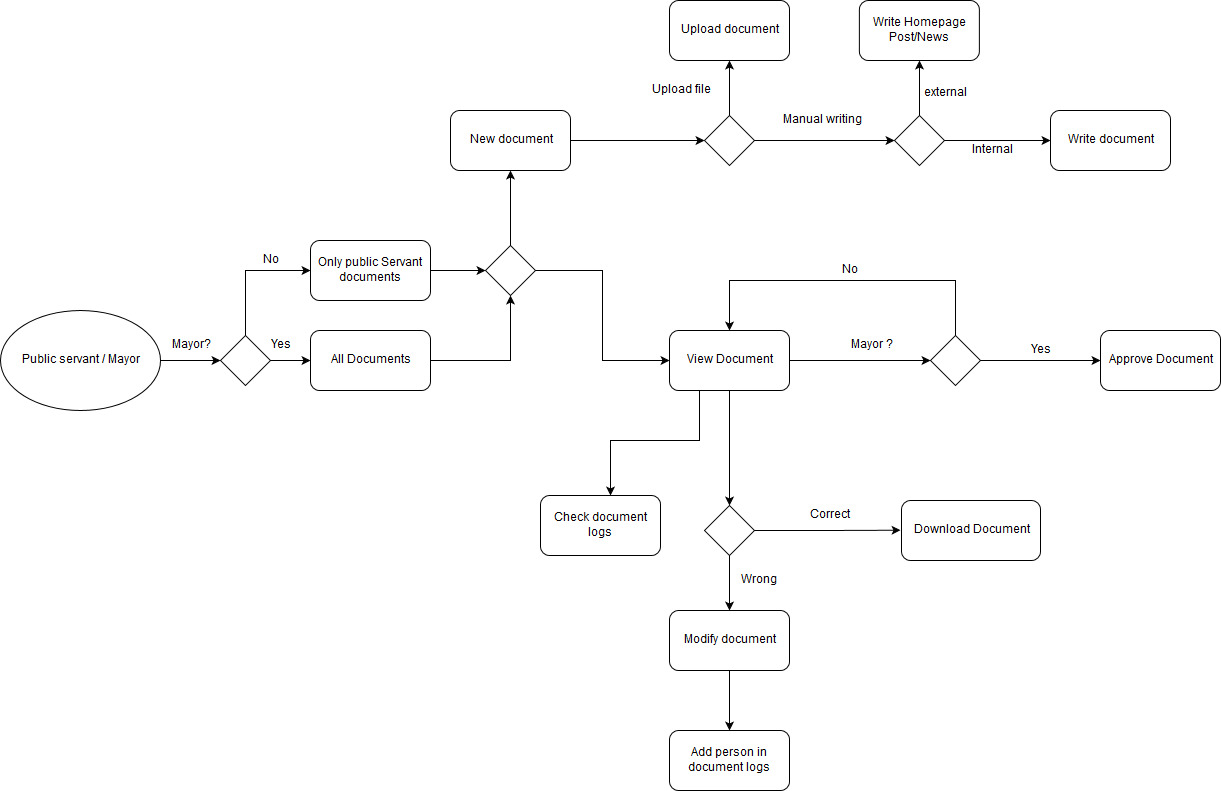 Upload document
Write Homepage
Post/News
Upload file
external
Manual writing
New document
Internal
Write document
No
Only public Servant
documents
No
Public servant / Mayor
Mayor?
Yes
All Documents
View Document
Mayor ?
Yes
Approve Document
Check document
logs
Correct
Download Document
Wrong
Modify document
Add person in
document logs